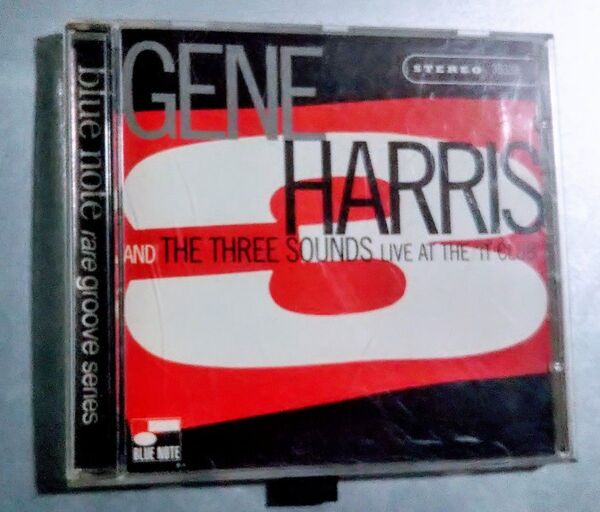 blue note rare groove series
GENE
STEREO
HARRIS
AND THE THREE SOUNDS LIVE AT THE "IT CLUB"
BLUE NOTE